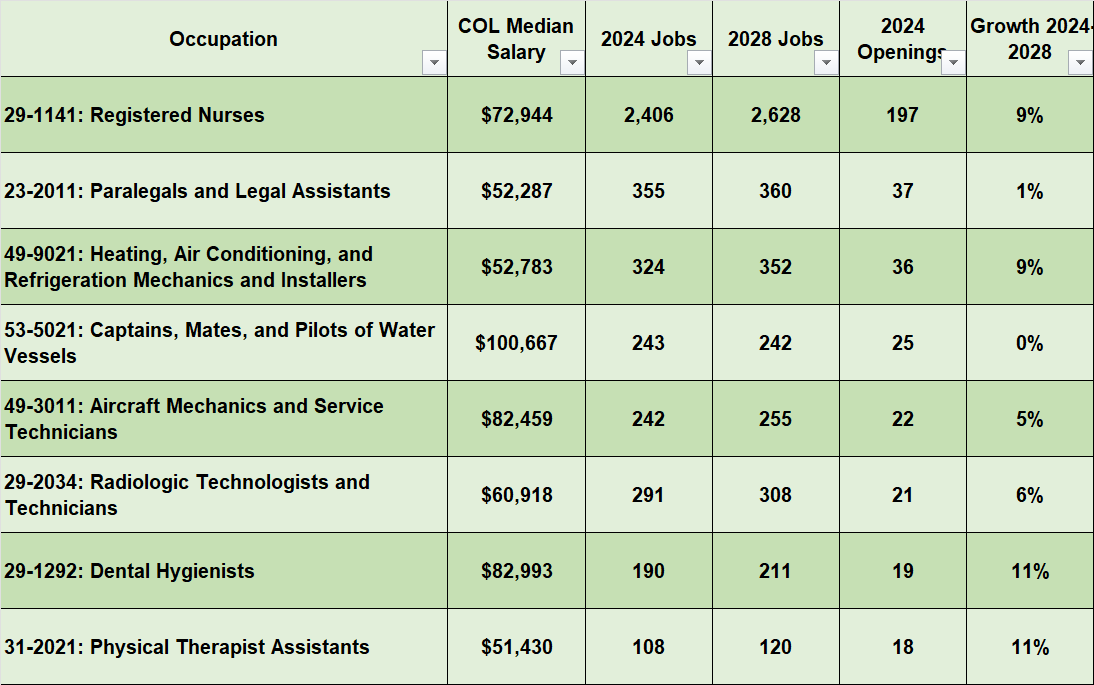 Occupation
COL Median
Salary
2024 Jobs
2028 Jobs
2024
Openings
Growth 2024-
2028
29-1141: Registered Nurses
$72,944
2,406
2,628
197
9%
23-2011: Paralegals and Legal Assistants
$52,287
355
360
37
1%
49-9021: Heating, Air Conditioning, and
Refrigeration Mechanics and Installers
$52,783
324
352
36
9%
53-5021: Captains, Mates, and Pilots of Water
Vessels
$100,667
243
242
25
0%
49-3011: Aircraft Mechanics and Service
Technicians
$82,459
242
255
22
5%
29-2034: Radiologic Technologists and
Technicians
$60,918
291
308
21
6%
29-1292: Dental Hygienists
$82,993
190
211
19
11%
31-2021: Physical Therapist Assistants
$51,430
108
120
18
11%